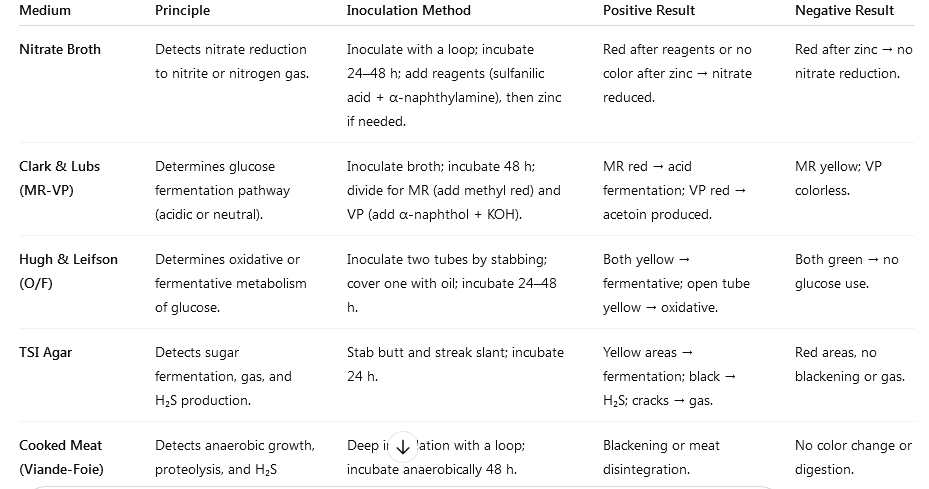 Medium Principle Inoculation Method Positive Result Negative Result
Nitrate Broth Detects nitrate reduction Inoculate with a loop; incubate Red after reagents or no Red after zinc → no
to nitrite or nitrogen gas. 24–48 h; add reagents (sulfanilic color after zinc → nitrate nitrate reduction.
acid + α-naphthylamine), then zinc reduced.
if needed.
Clark & Lubs Determines glucose Inoculate broth; incubate 48 h; MR red → acid MR yellow; VP
(MR-VP) fermentation pathway divide for MR (add methyl red) and fermentation; VP red → colorless.
(acidic or neutral). VP (add α-naphthol + KOH). acetoin produced.
Hugh & Leifson Determines oxidative or Inoculate two tubes by stabbing; Both yellow → Both green → no
(O/F) fermentative metabolism cover one with oil; incubate 24–48 fermentative; open tube glucose use.
of glucose. h. yellow → oxidative.
TSI Agar Detects sugar Stab butt and streak slant; incubate Yellow areas → Red areas, no
fermentation, gas, and 24 h. fermentation; black → blackening or gas.
H₂S production. H₂S; cracks → gas.
Cooked Meat Detects anaerobic growth, Deep with a loop; Blackening or meat No color change or
(Viande-Foie) proteolysis, and H₂S incubate anaerobically 48 h. disintegration. digestion.